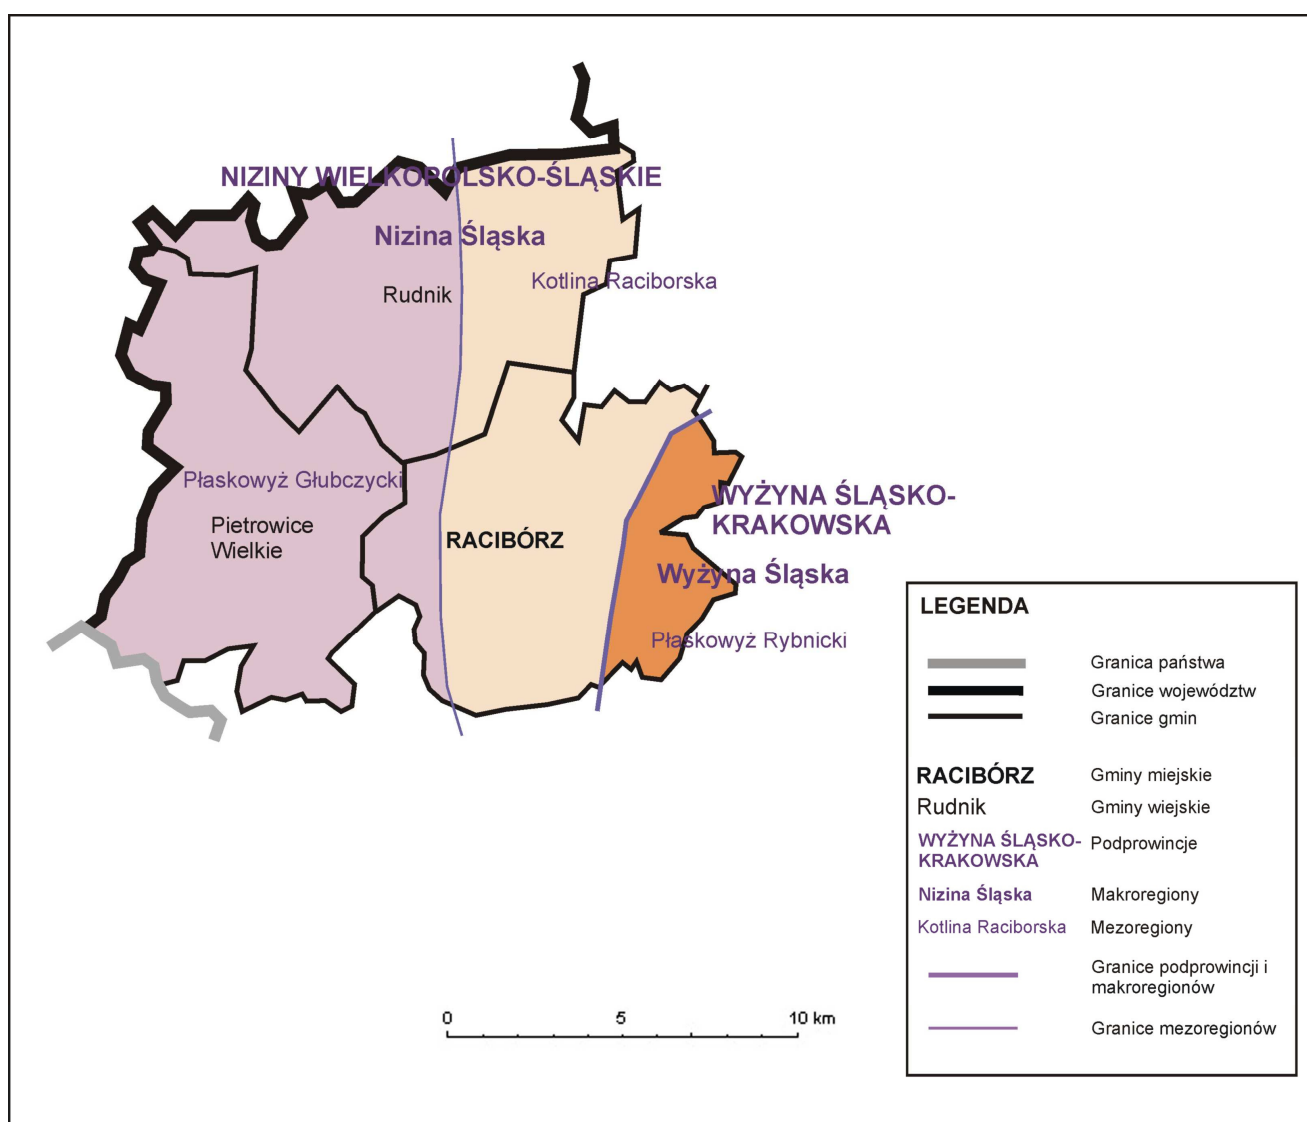 NIZINY WIELKOPOLSKO-ŚLĄSKIE
Nizina Śląska
Kotlina Raciborska
Rudnik
Płaskowyż Głubczycki
Pietrowice
Wielkie
RACIBÓRZ
WYŻYNA ŚLĄSKO-
KRAKOWSKA
Wyżyna Śląska
Płaskowyż Rybnicki
LEGENDA
Granica państwa
Granice województw
Granice gmin
RACIBÓRZ Gminy miejskie
Rudnik Gminy wiejskie
WYŻYNA ŚLĄSKO-
KRAKOWSKA
Podprowincje
Nizina Śląska Makroregiony
Kotlina Raciborska Mezoregiony
Granice podprowincji i
makroregionów
Granice mezoregionów
0 5 10 km